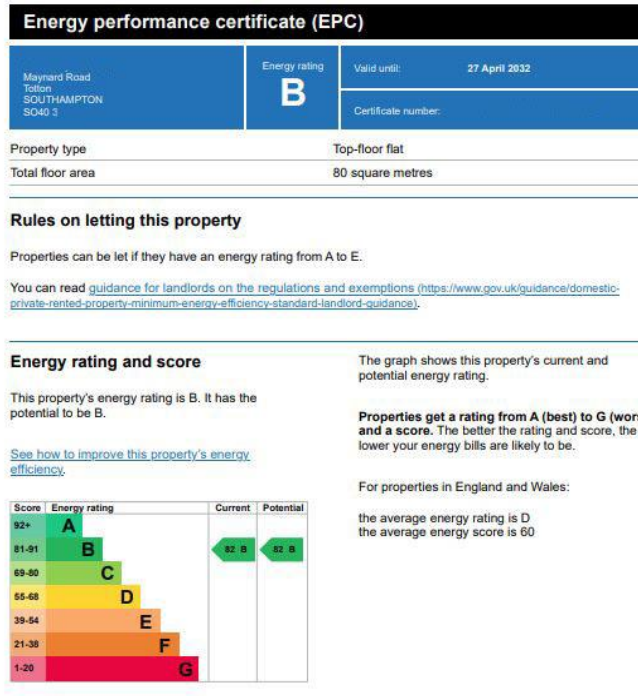 Energy performance certificate (EPC)
Maynard Road
Totton
SOUTHAMPTON
SO40 3
Energy rating
B
Valid until: 27 April 2032
Certificate number:
Property type Top-floor flat
Total floor area 80 square metres
Rules on letting this property
Properties can be let if they have an energy rating from A to E.
You can read guidance for landlords on the regulations and exemptions (https://www.gov.uk/guidance/domestic-
private-rented-property-minimum-energy-efficiency-standard-landlord-guidance).
Energy rating and score
This property's energy rating is B. It has the
potential to be B.
See how to improve this property's energy
efficiency.
Score Energy rating Current Potential
92+ A
81-91 B 82 B 82 B
69-80 C
55-68 D
39-54 E
21-38 F
1-20 G
The graph shows this property's current and
potential energy rating.
Properties get a rating from A (best) to G (wors
and a score. The better the rating and score, the
lower your energy bills are likely to be.
For properties in England and Wales:
the average energy rating is D
the average energy score is 60